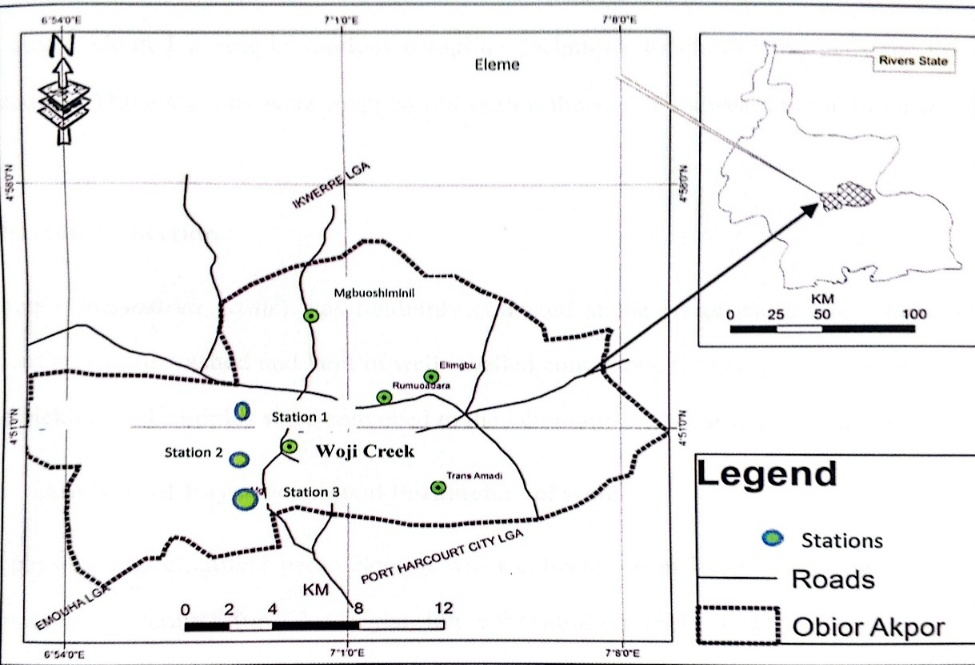 6°54'0"E 7°1'0"E 7°8'0"E
N
Eleme
Rivers State
4°58'0"N
4°58'0"N
IKWERRE LGA
Mgbuoshiminil
KM
0 25 50 100
Elimgbu
Rumuodara
Station 1
4°51'0"N
4°51'0"N
Station 2
Woji Creek
Trans Amadi
Station 3
Legend
Stations
Roads
Obior Akpor
PORT HARCOURT CITY LGA
EMOUHA LGA
KM
0 2 4 8 12
6°54'0"E 7°1'0"E 7°8'0"E